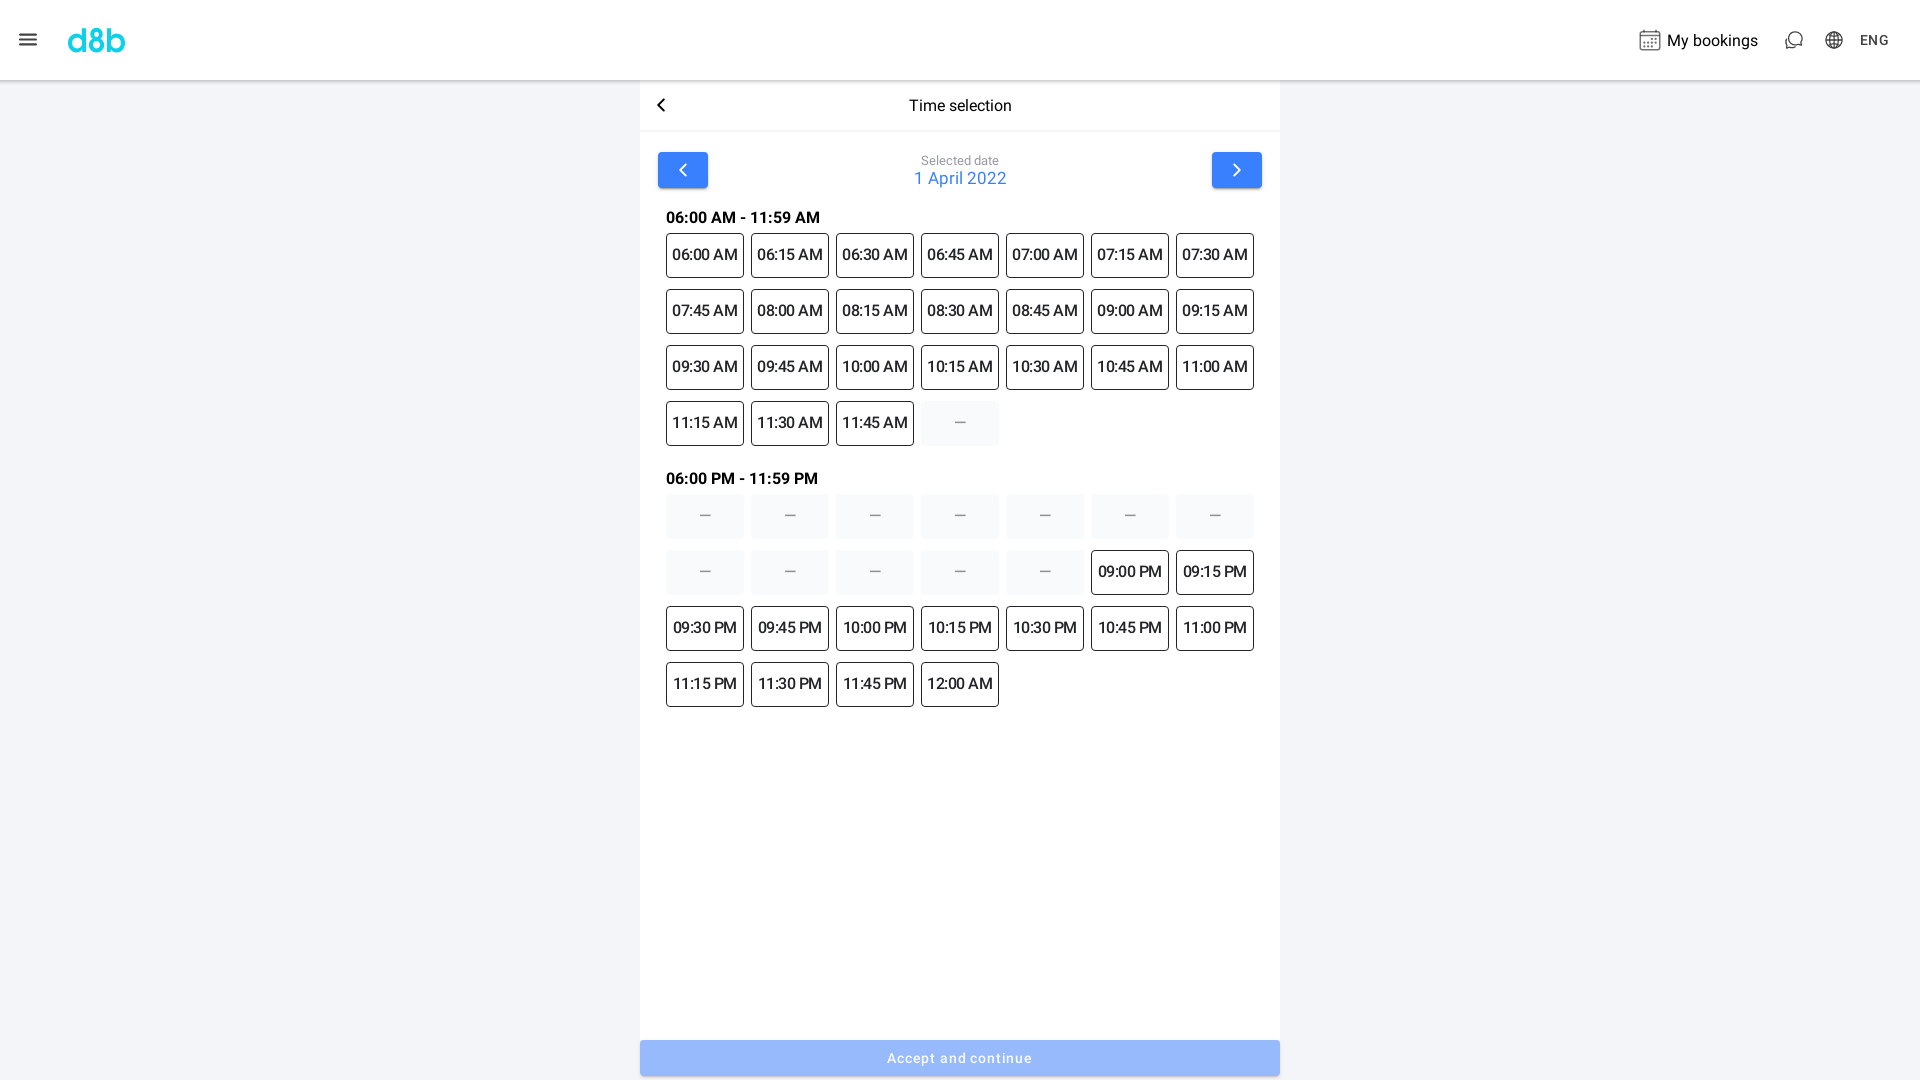 d8b
My bookings
ENG
Time selection
Selected date
1 April 2022
06:00 AM - 11:59 AM
06:00 AM 06:15 AM 06:30 AM 06:45 AM 07:00 AM 07:15 AM 07:30 AM
07:45 AM 08:00 AM 08:15 AM 08:30 AM 08:45 AM 09:00 AM 09:15 AM
09:30 AM 09:45 AM 10:00 AM 10:15 AM 10:30 AM 10:45 AM 11:00 AM
11:15 AM 11:30 AM 11:45 AM —
06:00 PM - 11:59 PM
— — — — — — —
— — — — — 09:00 PM 09:15 PM
09:30 PM 09:45 PM 10:00 PM 10:15 PM 10:30 PM 10:45 PM 11:00 PM
11:15 PM 11:30 PM 11:45 PM 12:00 AM
Accept and continue